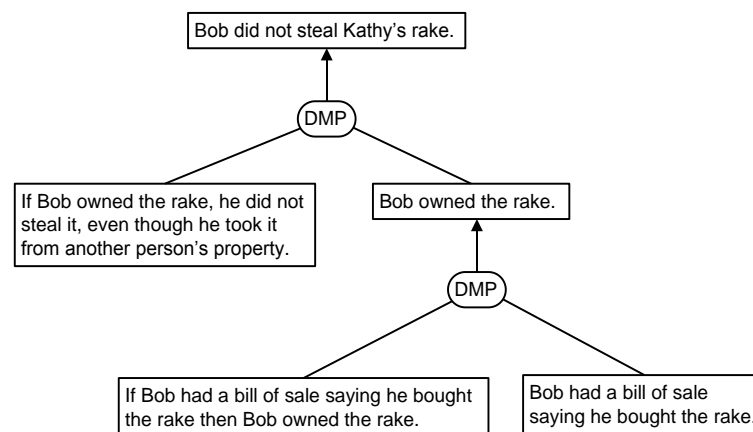 Bob did not steal Kathy’s rake.
DMP
If Bob owned the rake, he did not
steal it, even though he took it
from another person’s property.
Bob owned the rake.
DMP
If Bob had a bill of sale saying he bought
the rake then Bob owned the rake.
Bob had a bill of sale
saying he bought the rake.